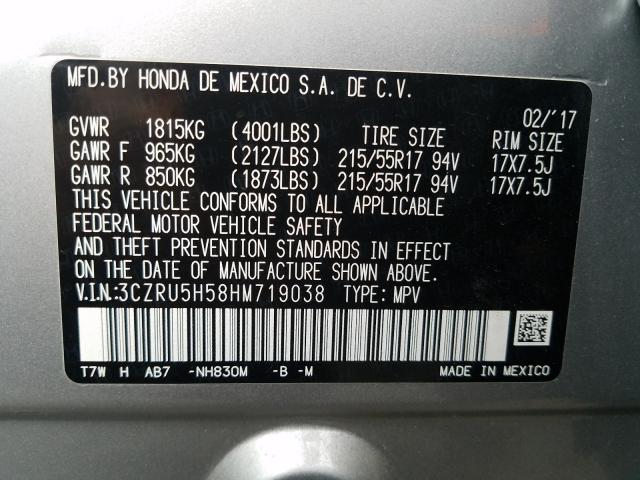 MFD.BY HONDA DE MEXICO S.A. DE C.V.
02/'17
GVWR 1815KG (4001LBS) TIRE SIZE RIM SIZE
GAWR F 965KG (2127LBS) 215/55R17 94V 17X7.5J
GAWR R 850KG (1873LBS) 215/55R17 94V 17X7.5J
THIS VEHICLE CONFORMS TO ALL APPLICABLE
FEDERAL MOTOR VEHICLE SAFETY
AND THEFT PREVENTION STANDARDS IN EFFECT
ON THE DATE OF MANUFACTURE SHOWN ABOVE.
V.I.N.:3CZRU5H58HM719038 TYPE: MPV
T7W H AB7 -NH830M -B -M MADE IN MEXICO